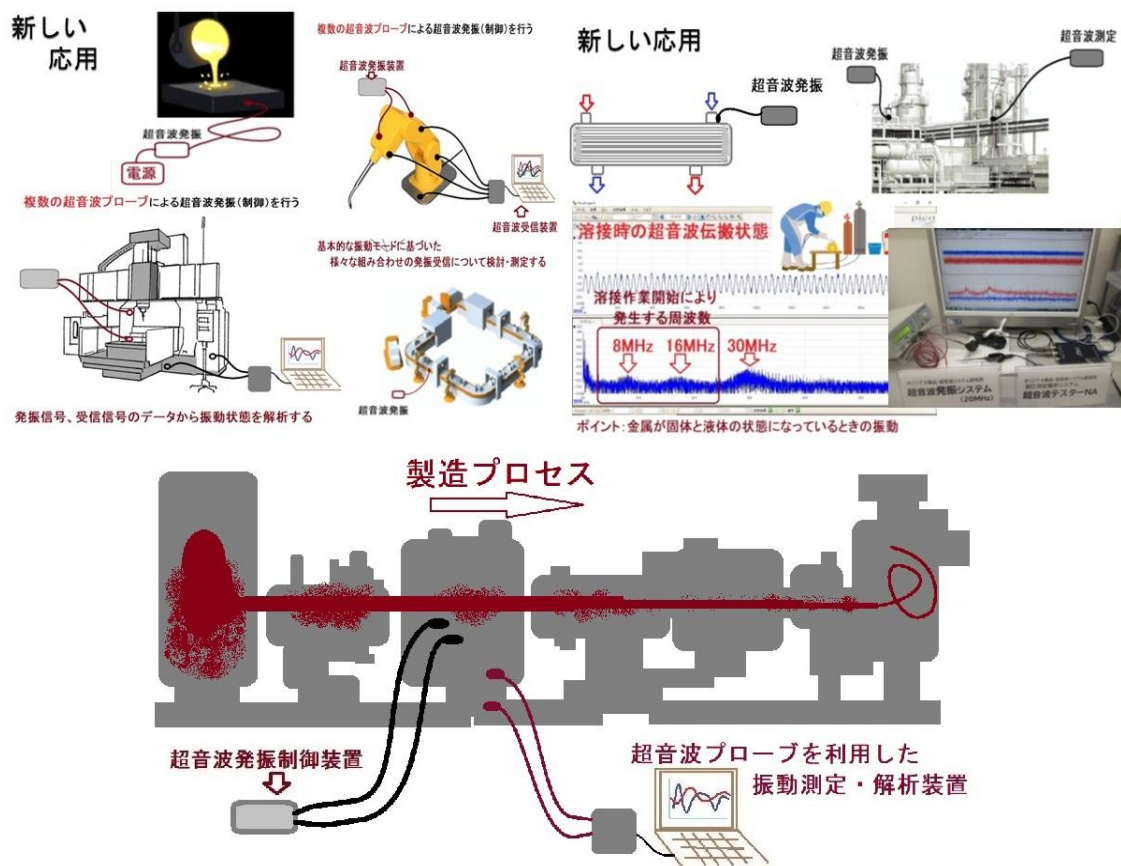 新しい
応用
超音波発振
電源
複数の超音波プローブによる超音波発振(制御)を行う
発振信号、受信信号のデータから振動状態を解析する
複数の超音波プローブによる超音波発振(制御)を行う
超音波発振装置
超音波受信装置
基本的な振動モードに基づいた
様々な組み合わせの発振受信について検討・測定する
超音波発振
新しい応用
超音波発振
超音波発振
超音波測定
溶接時の超音波伝搬状態
溶接作業開始により
発生する周波数
8MHz 16MHz 30MHz
pico
超音波発振システム
(20MHz)
超音波テスターNA
ポイント:金属が固体と液体の状態になっているときの振動
製造プロセス
超音波発振制御装置
超音波プローブを利用した
振動測定・解析装置